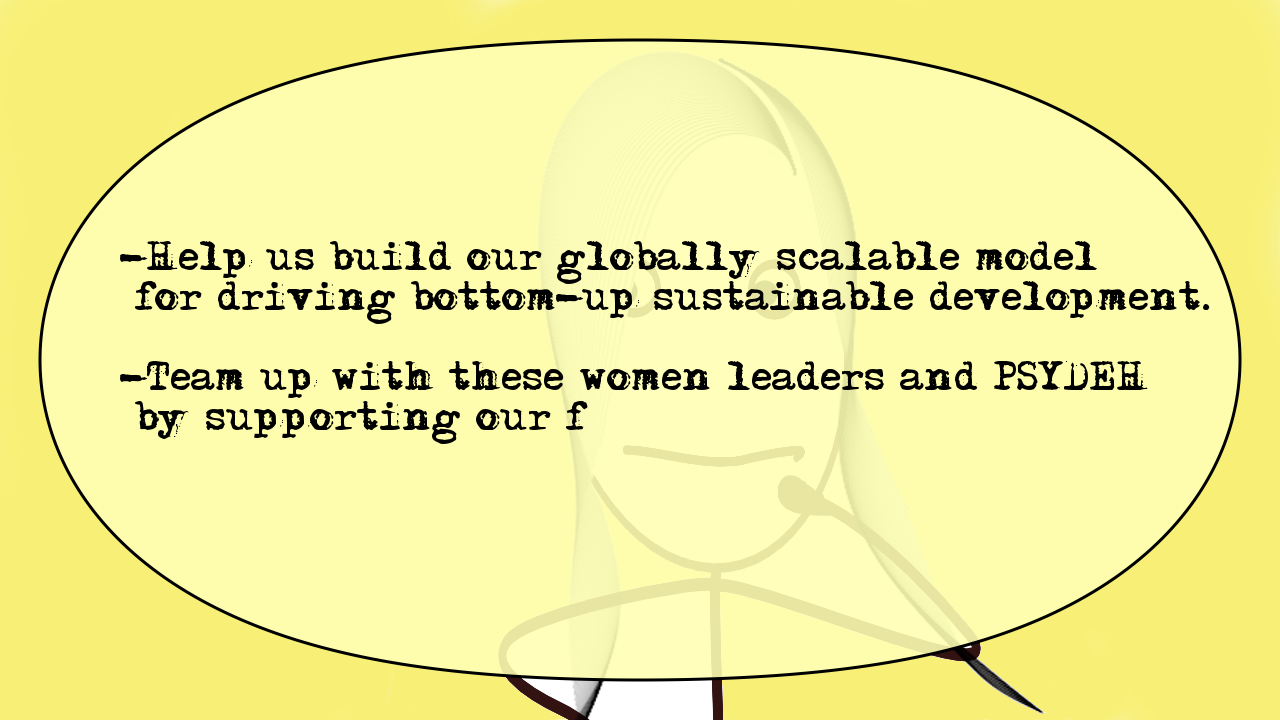 -Help us build our globally scalable model
for driving bottom-up sustainable development.
-Team up with these women leaders and PSYDEH
by supporting our f